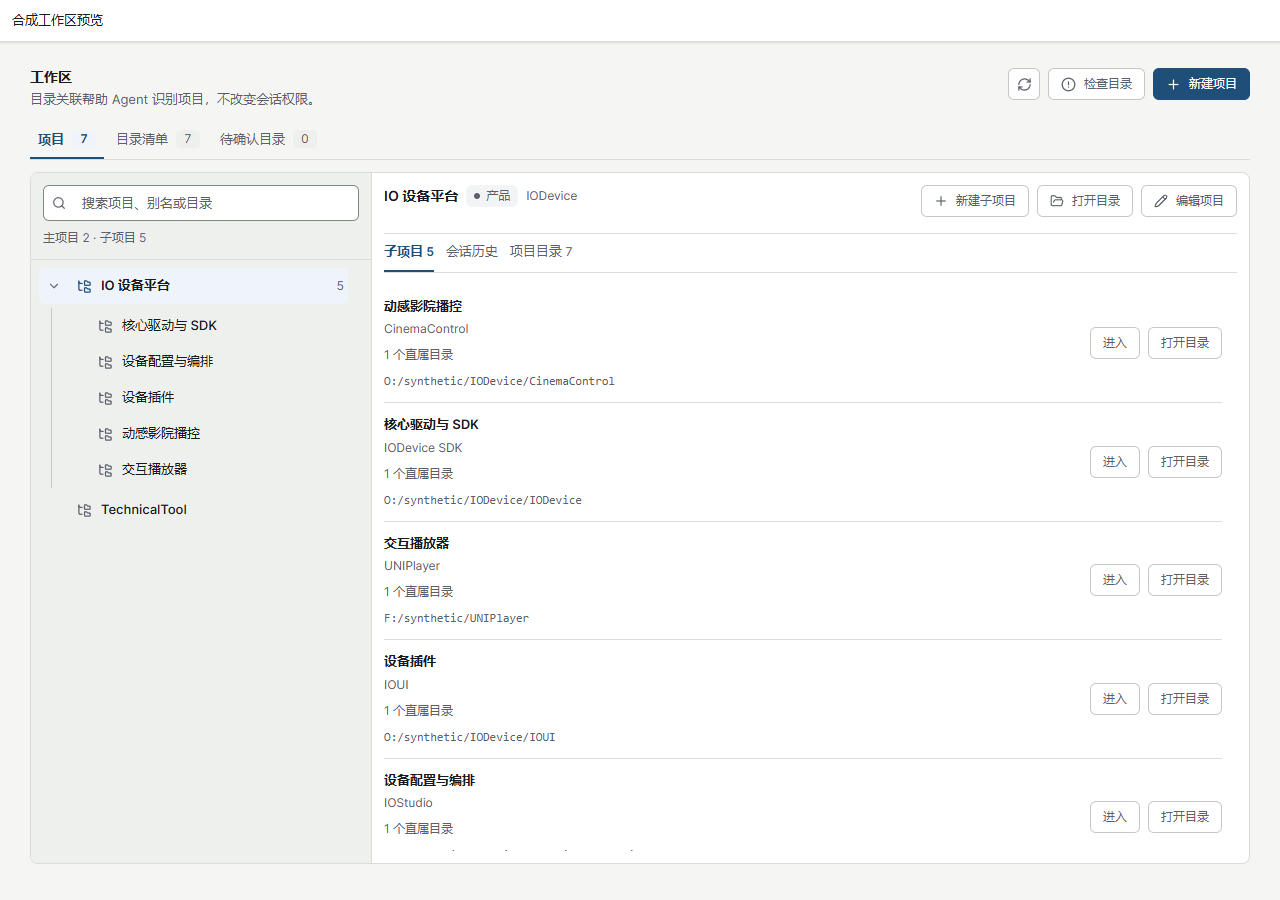 合成工作区预览
工作区
目录关联帮助 Agent 识别项目，不改变会话权限。
检查目录
新建项目
项目 7
目录清单 7
待确认目录 0
搜索项目、别名或目录
主项目 2 · 子项目 5
IO 设备平台 5
核心驱动与 SDK
设备配置与编排
设备插件
动感影院播控
交互播放器
TechnicalTool
IO 设备平台 产品 IODevice
新建子项目
打开目录
编辑项目
子项目 5 会话历史 项目目录 7
动感影院播控
CinemaControl
1 个直属目录
O:/synthetic/IODevice/CinemaControl
进入 打开目录
核心驱动与 SDK
IODevice SDK
1 个直属目录
O:/synthetic/IODevice/IODevice
进入 打开目录
交互播放器
UNIPlayer
1 个直属目录
F:/synthetic/UNIPlayer
进入 打开目录
设备插件
IOUI
1 个直属目录
O:/synthetic/IODevice/IOUI
进入 打开目录
设备配置与编排
IOStudio
1 个直属目录
进入 打开目录